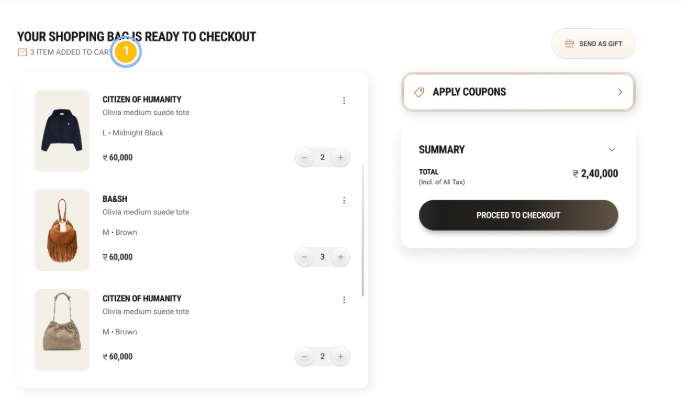 YOUR SHOPPING BAG IS READY TO CHECKOUT
3 ITEM ADDED TO CART
1
SEND AS GIFT
CITIZEN OF HUMANITY
Olivia medium suede tote
L • Midnight Black
₹ 60,000
− 2 +
BA&SH
Olivia medium suede tote
M • Brown
₹ 60,000
− 3 +
CITIZEN OF HUMANITY
Olivia medium suede tote
M • Brown
₹ 60,000
− 2 +
APPLY COUPONS
SUMMARY
TOTAL
₹ 2,40,000
(Incl. of All Tax)
PROCEED TO CHECKOUT